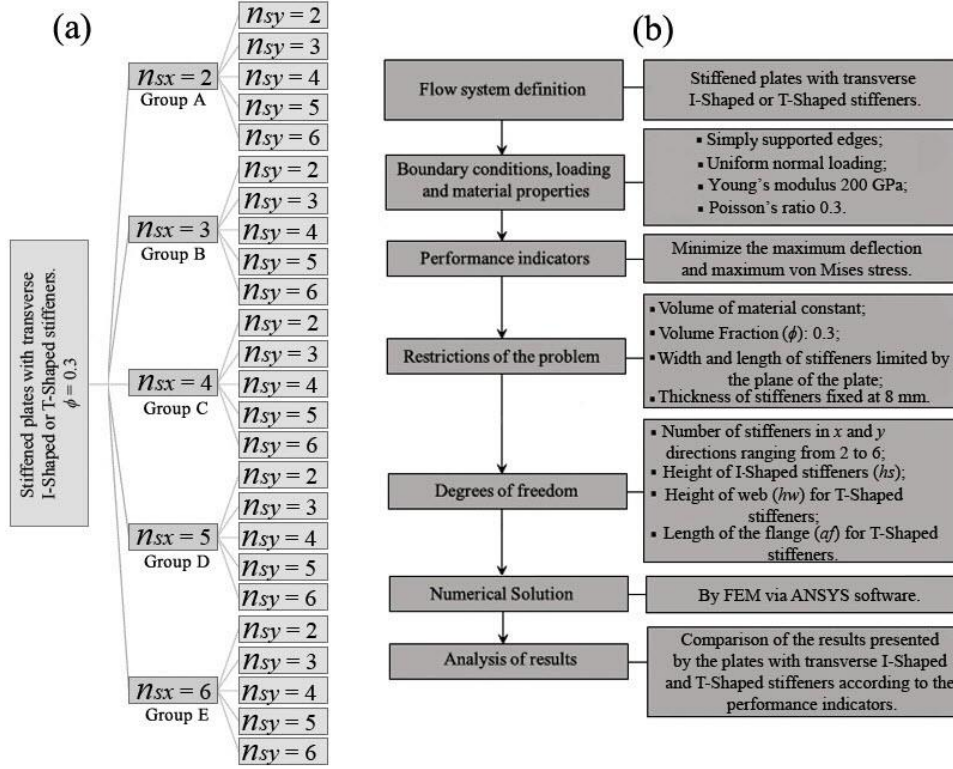 (a)
Stiffened plates with transverse
I-Shaped or T-Shaped stiffeners.
ϕ = 0.3
nsx = 2
Group A
nsy = 2
nsy = 3
nsy = 4
nsy = 5
nsy = 6
nsx = 3
Group B
nsy = 2
nsy = 3
nsy = 4
nsy = 5
nsy = 6
nsx = 4
Group C
nsy = 2
nsy = 3
nsy = 4
nsy = 5
nsy = 6
nsx = 5
Group D
nsy = 2
nsy = 3
nsy = 4
nsy = 5
nsy = 6
nsx = 6
Group E
nsy = 2
nsy = 3
nsy = 4
nsy = 5
nsy = 6
(b)
Flow system definition
Stiffened plates with transverse
I-Shaped or T-Shaped stiffeners.
Boundary conditions, loading
and material properties
▪ Simply supported edges;
▪ Uniform normal loading;
▪ Young's modulus 200 GPa;
▪ Poisson's ratio 0.3.
Performance indicators
Minimize the maximum deflection
and maximum von Mises stress.
Restrictions of the problem
▪ Volume of material constant;
▪ Volume Fraction (ϕ): 0.3;
▪ Width and length of stiffeners limited by
the plane of the plate;
▪ Thickness of stiffeners fixed at 8 mm.
Degrees of freedom
▪ Number of stiffeners in x and y
directions ranging from 2 to 6;
▪ Height of I-Shaped stiffeners (hs);
▪ Height of web (hw) for T-Shaped
stiffeners;
▪ Length of the flange (af) for T-Shaped
stiffeners.
Numerical Solution
By FEM via ANSYS software.
Analysis of results
Comparison of the results presented
by the plates with transverse I-Shaped
and T-Shaped stiffeners according to the
performance indicators.